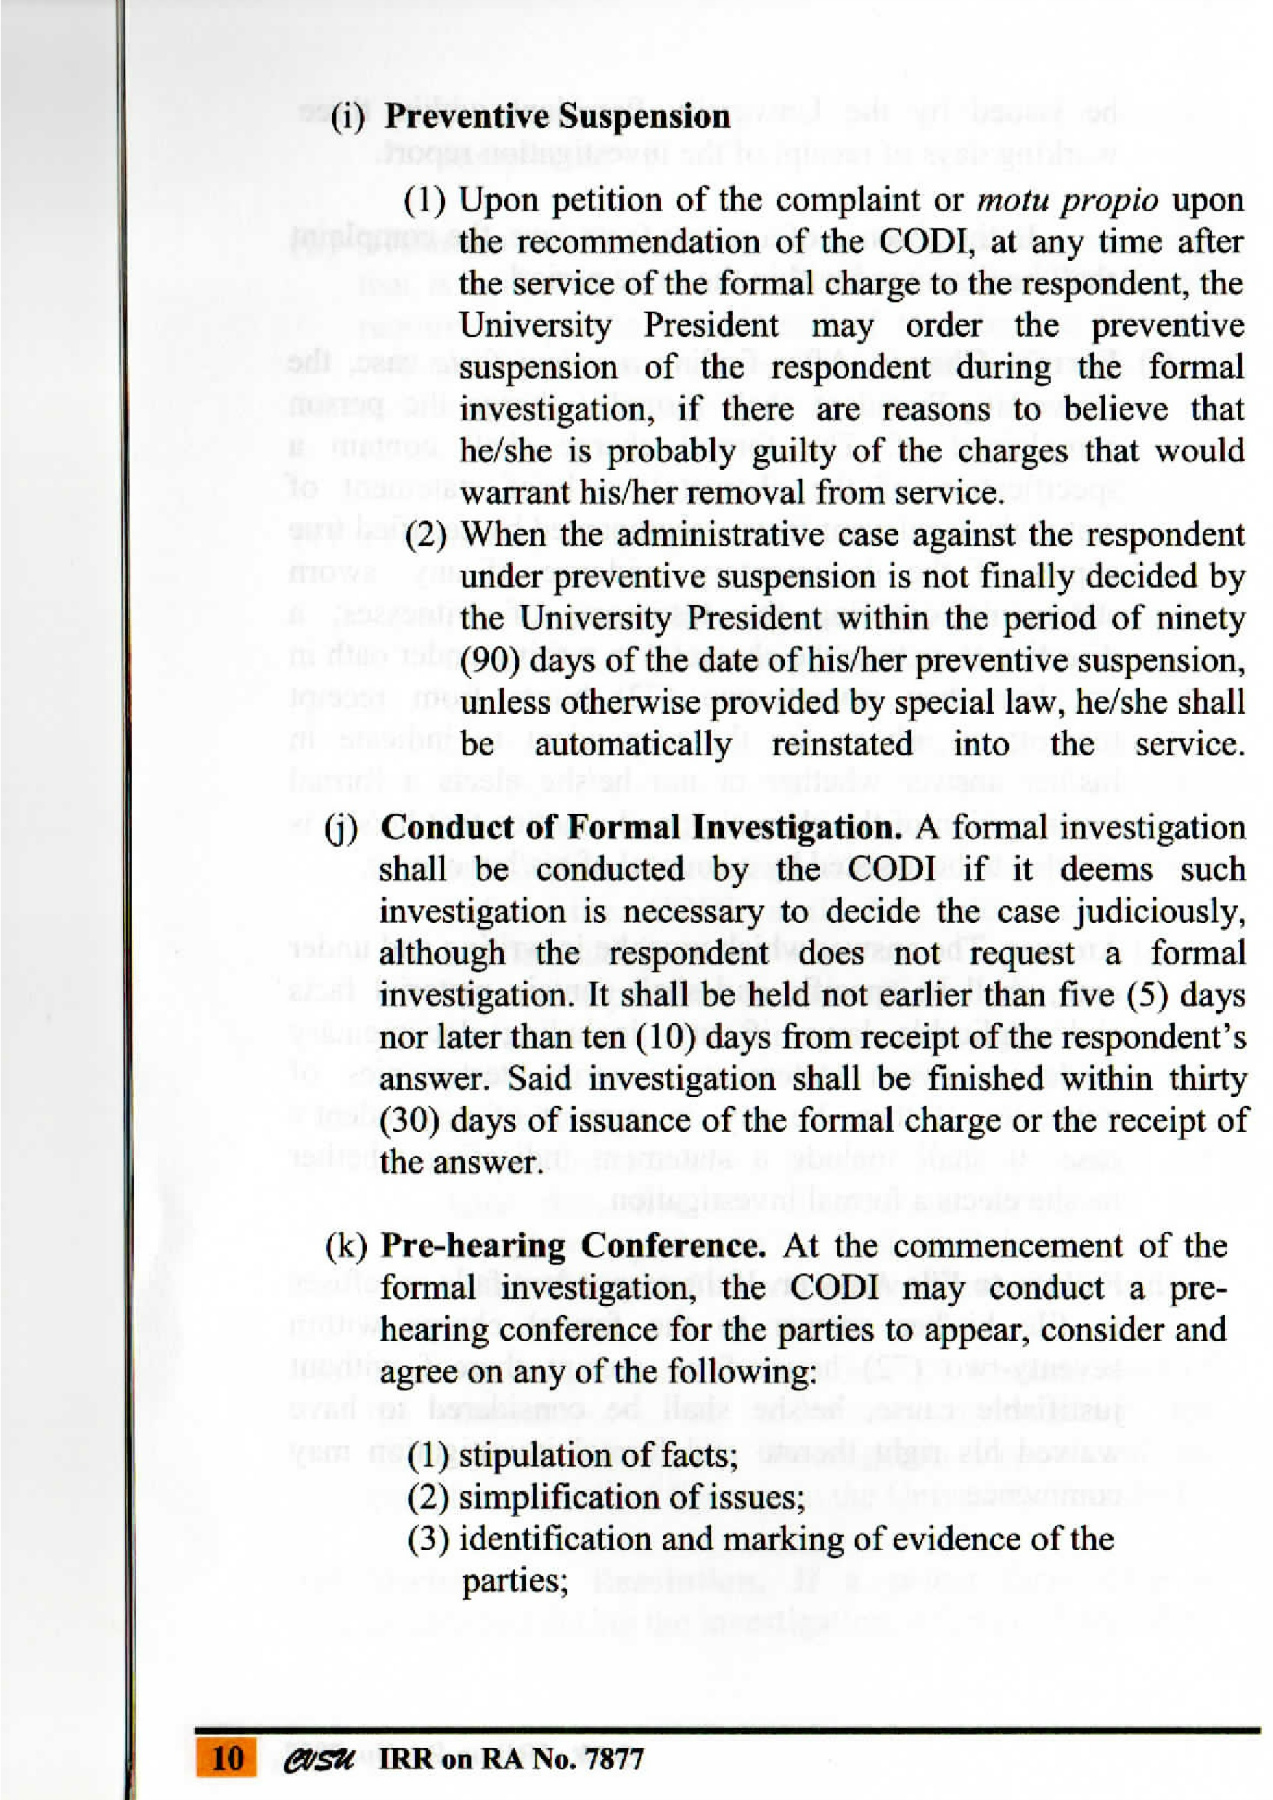 (i) Preventive Suspension
(1) Upon petition of the complaint or motu propio upon
the recommendation of the CODI, at any time after
the service of the formal charge to the respondent, the
University President may order the preventive
suspension of the respondent during the formal
investigation, if there are reasons to believe that
he/she is probably guilty of the charges that would
warrant his/her removal from service.
(2) When the administrative case against the respondent
under preventive suspension is not finally decided by
the University President within the period of ninety
(90) days of the date of his/her preventive suspension,
unless otherwise provided by special law, he/she shall
be automatically reinstated into the service.
(j) Conduct of Formal Investigation. A formal investigation
shall be conducted by the CODI if it deems such
investigation is necessary to decide the case judiciously,
although the respondent does not request a formal
investigation. It shall be held not earlier than five (5) days
nor later than ten (10) days from receipt of the respondent's
answer. Said investigation shall be finished within thirty
(30) days of issuance of the formal charge or the receipt of
the answer.
(k) Pre-hearing Conference. At the commencement of the
formal investigation, the CODI may conduct a pre-
hearing conference for the parties to appear, consider and
agree on any of the following:
(1) stipulation of facts;
(2) simplification of issues;
(3) identification and marking of evidence of the
parties;
10 CVSU IRR on RA No. 7877